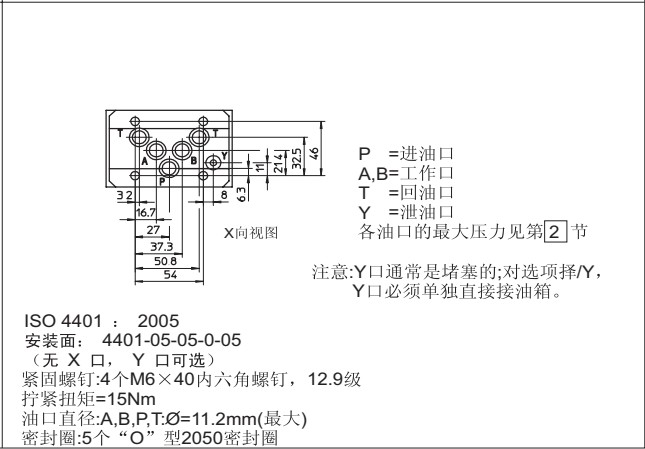 T
T
A
B
Y
P
3.2
16.7
27
37.3
50.8
54
8
6.3
11
21.4
32.5
46
X向视图
P =进油口
A,B=工作口
T =回油口
Y =泄油口
各油口的最大压力见第 2 节
注意:Y口通常是堵塞的;对选项择/Y，
Y口必须单独直接接油箱。
ISO 4401 ： 2005
安装面： 4401-05-05-0-05
（无 X 口， Y 口可选）
紧固螺钉:4个M6×40内六角螺钉，12.9级
拧紧扭矩=15Nm
油口直径:A,B,P,T:Ø=11.2mm(最大)
密封圈:5个“O”型2050密封圈